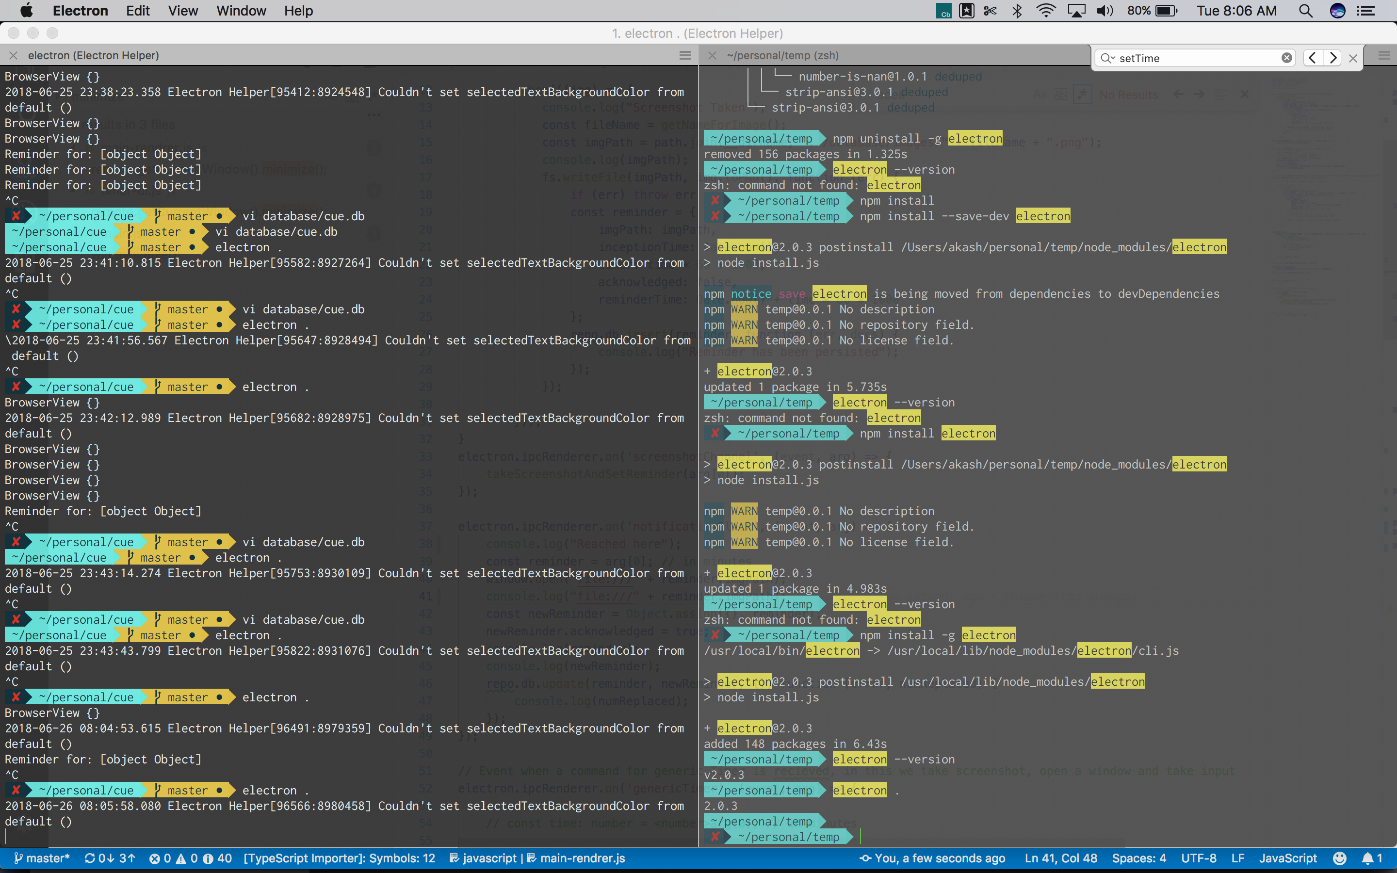 Electron Edit View Window Help
80% Tue 8:06 AM
1. electron . (Electron Helper)
electron (Electron Helper)
BrowserView {}
2018-06-25 23:38:23.358 Electron Helper[95412:8924548] Couldn't set selectedTextBackgroundColor from
default ()
BrowserView {}
BrowserView {}
Reminder for: [object Object]
Reminder for: [object Object]
Reminder for: [object Object]
^C
✘ ~/personal/cue master ● vi database/cue.db
~/personal/cue master ● vi database/cue.db
~/personal/cue master ● electron .
2018-06-25 23:41:10.815 Electron Helper[95582:8927264] Couldn't set selectedTextBackgroundColor from
default ()
^C
✘ ~/personal/cue master ● vi database/cue.db
✘ ~/personal/cue master ● electron .
\2018-06-25 23:41:56.567 Electron Helper[95647:8928494] Couldn't set selectedTextBackgroundColor from
default ()
^C
✘ ~/personal/cue master ● electron .
BrowserView {}
2018-06-25 23:42:12.989 Electron Helper[95682:8928975] Couldn't set selectedTextBackgroundColor from
default ()
BrowserView {}
BrowserView {}
BrowserView {}
BrowserView {}
Reminder for: [object Object]
^C
✘ ~/personal/cue master ● vi database/cue.db
~/personal/cue master ● electron .
2018-06-25 23:43:14.274 Electron Helper[95753:8930109] Couldn't set selectedTextBackgroundColor from
default ()
^C
✘ ~/personal/cue master ● vi database/cue.db
~/personal/cue master ● electron .
2018-06-25 23:43:43.799 Electron Helper[95822:8931076] Couldn't set selectedTextBackgroundColor from
default ()
^C
✘ ~/personal/cue master ● electron .
BrowserView {}
2018-06-26 08:04:53.615 Electron Helper[96491:8979359] Couldn't set selectedTextBackgroundColor from
default ()
Reminder for: [object Object]
^C
✘ ~/personal/cue master ● electron .
2018-06-26 08:05:58.080 Electron Helper[96566:8980458] Couldn't set selectedTextBackgroundColor from
default ()
~/personal/temp (zsh)
setTime
number-is-nan@1.0.1 deduped
strip-ansi@3.0.1 deduped
strip-ansi@3.0.1 deduped
No Results
~/personal/temp npm uninstall -g electron
removed 156 packages in 1.325s
~/personal/temp electron --version
zsh: command not found: electron
✘ ~/personal/temp npm install
✘ ~/personal/temp npm install --save-dev electron
> electron@2.0.3 postinstall /Users/akash/personal/temp/node_modules/electron
> node install.js
npm notice save electron is being moved from dependencies to devDependencies
npm WARN temp@0.0.1 No description
npm WARN temp@0.0.1 No repository field.
npm WARN temp@0.0.1 No license field.
+ electron@2.0.3
updated 1 package in 5.735s
~/personal/temp electron --version
zsh: command not found: electron
✘ ~/personal/temp npm install electron
> electron@2.0.3 postinstall /Users/akash/personal/temp/node_modules/electron
> node install.js
npm WARN temp@0.0.1 No description
npm WARN temp@0.0.1 No repository field.
npm WARN temp@0.0.1 No license field.
+ electron@2.0.3
updated 1 package in 4.983s
~/personal/temp electron --version
zsh: command not found: electron
✘ ~/personal/temp npm install -g electron
/usr/local/bin/electron -> /usr/local/lib/node_modules/electron/cli.js
> electron@2.0.3 postinstall /usr/local/lib/node_modules/electron
> node install.js
+ electron@2.0.3
added 148 packages in 6.43s
~/personal/temp electron --version
v2.0.3
~/personal/temp electron .
2.0.3
~/personal/temp
✘ ~/personal/temp
master* 0↓ 3↑ 0 0 40 [TypeScript Importer]: Symbols: 12 javascript | main-rendrer.js You, a few seconds ago Ln 41, Col 48 Spaces: 4 UTF-8 LF JavaScript 1